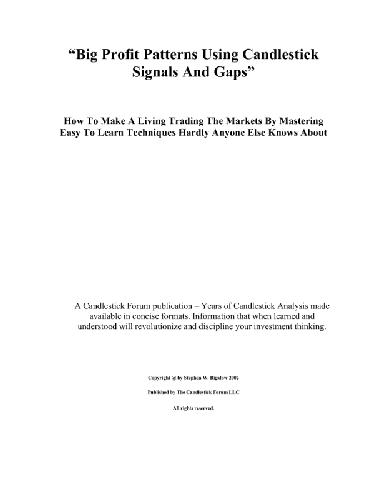 “Big Profit Patterns Using Candlestick
Signals And Gaps”
How To Make A Living Trading The Markets By Mastering
Easy To Learn Techniques Hardly Anyone Else Knows About
A Candlestick Forum publication – Years of Candlestick Analysis made
available in concise formats. Information that when learned and
understood will revolutionize and discipline your investment thinking.
Copyright @ by Stephen W. Bigalow
Published by The Candlestick Forum LLC
All rights reserved.